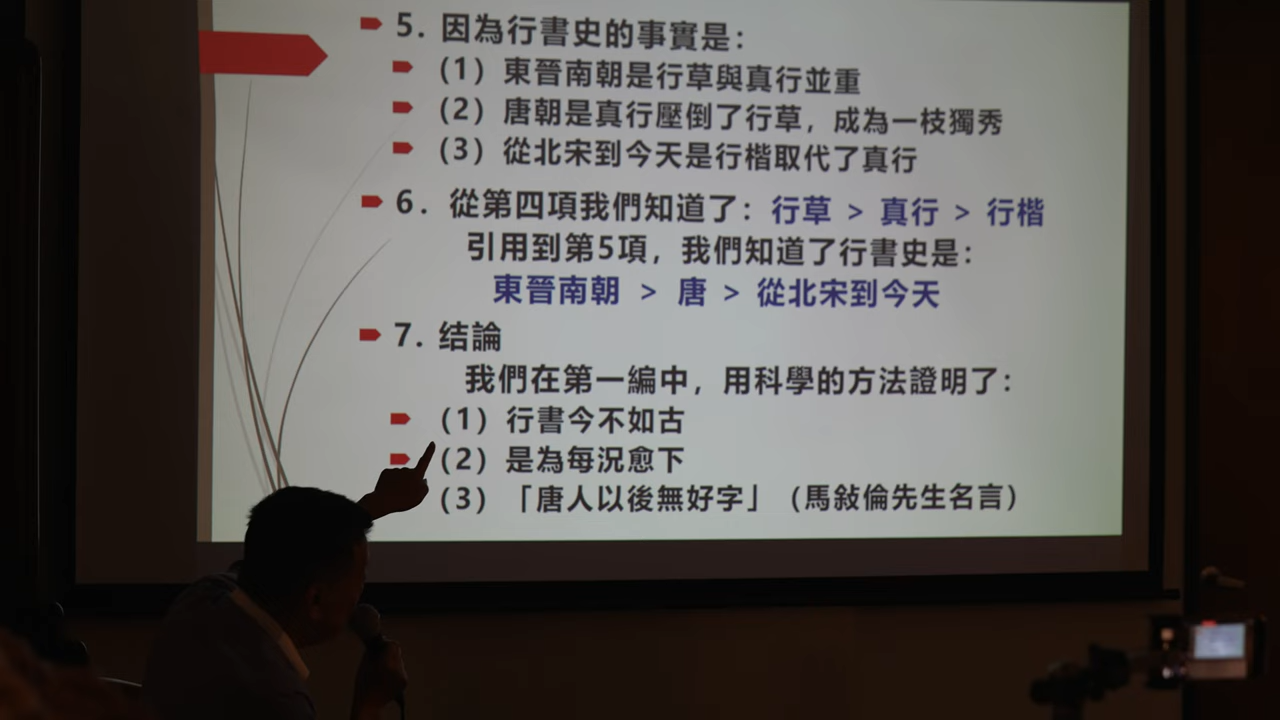 5. 因為行書史的事實是：
（1）東晉南朝是行草與真行並重
（2）唐朝是真行壓倒了行草，成為一枝獨秀
（3）從北宋到今天是行楷取代了真行
6. 從第四項我們知道了：行草 > 真行 > 行楷
引用到第5項，我們知道了行書史是：
東晉南朝 > 唐 > 從北宋到今天
7. 结論
我們在第一編中，用科學的方法證明了：
（1）行書今不如古
（2）是為每況愈下
（3）「唐人以後無好字」（馬敍倫先生名言）